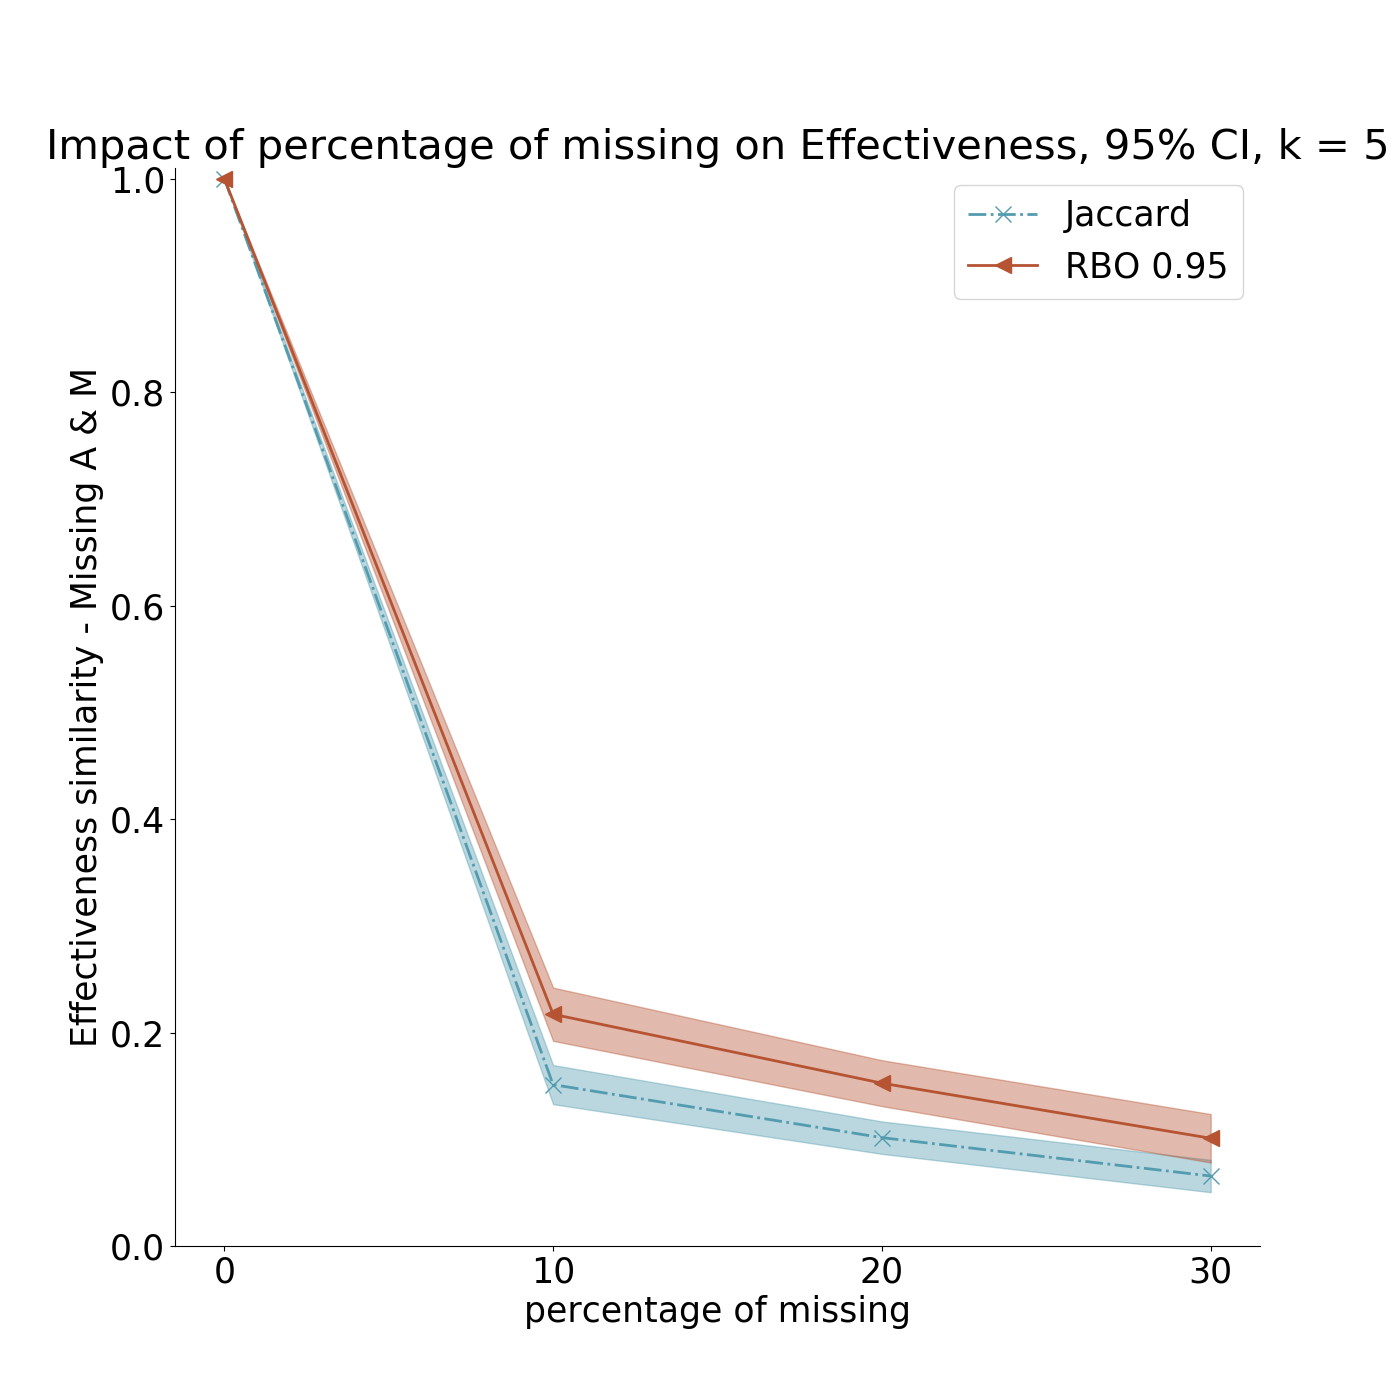 Impact of percentage of missing on Effectiveness, 95% CI, k = 5
Jaccard
RBO 0.95
Effectiveness similarity - Missing A & M
1.0
0.8
0.6
0.4
0.2
0.0
0 10 20 30
percentage of missing